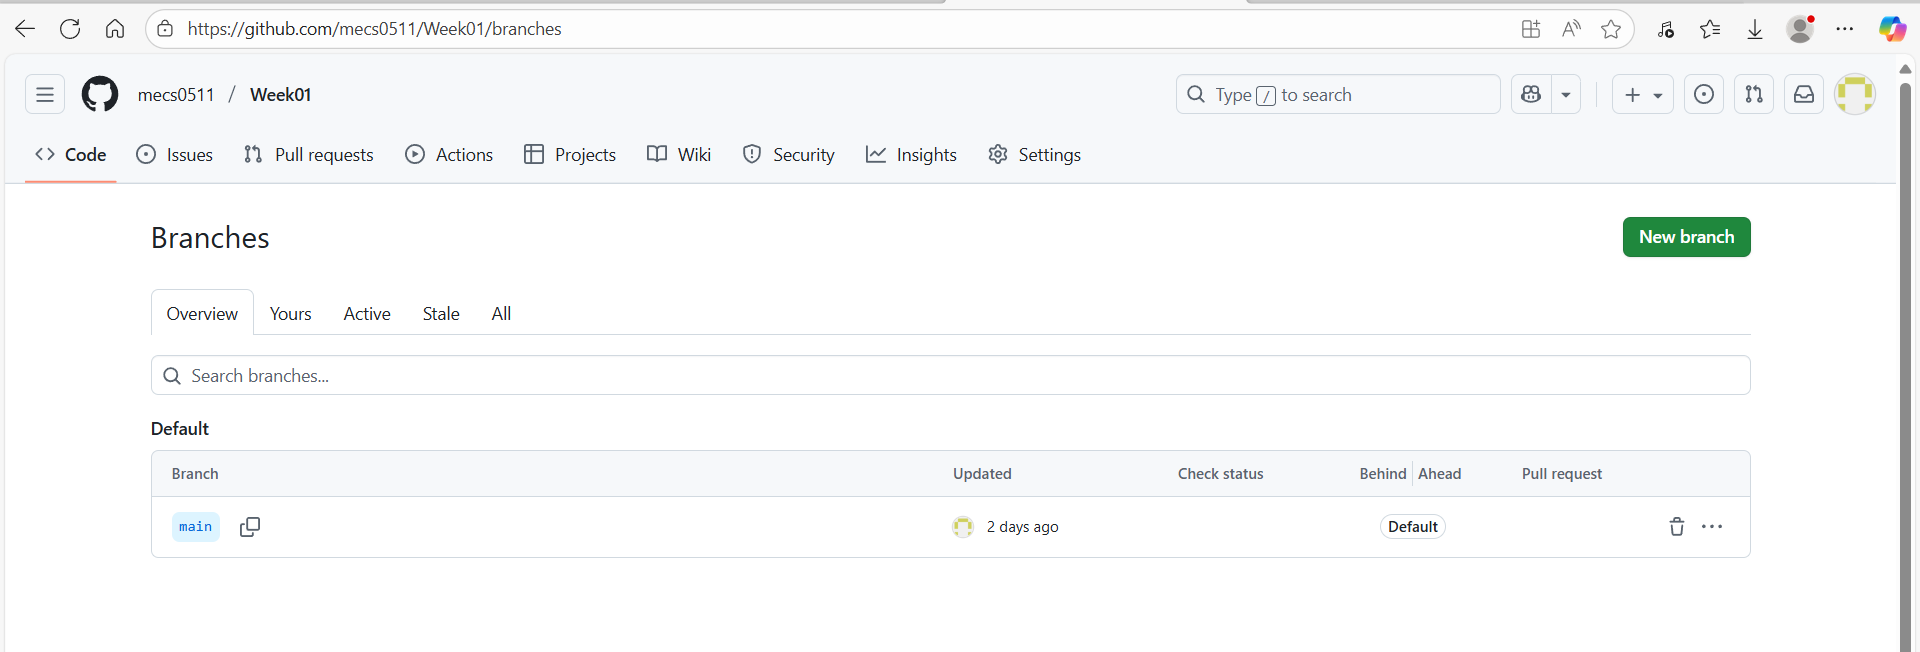 https://github.com/mecs0511/Week01/branches
mecs0511 / Week01
Type / to search
Code Issues Pull requests Actions Projects Wiki Security Insights Settings
Branches
New branch
Overview Yours Active Stale All
Search branches...
Default
Branch Updated Check status Behind Ahead Pull request
main 2 days ago Default